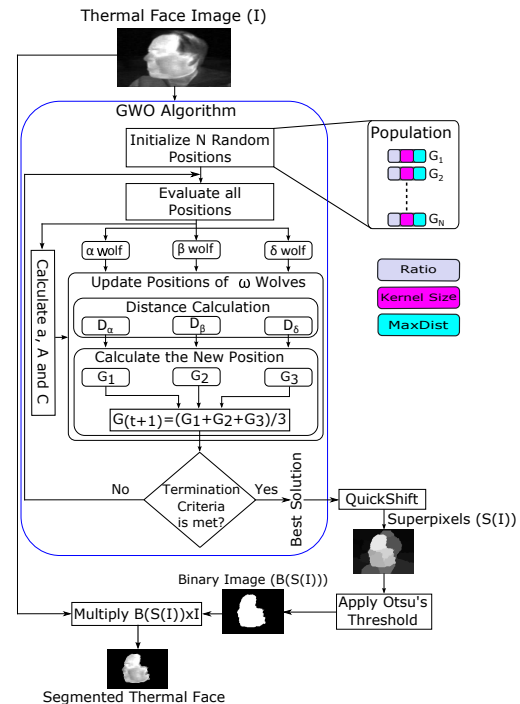 Thermal Face Image (I)
GWO Algorithm
Initialize N Random
Positions
Population
G1
G2
GN
Evaluate all
Positions
α wolf
β wolf
δ wolf
Ratio
Kernel Size
MaxDist
Calculate a, A and C
Update Positions of ω Wolves
Distance Calculation
Dα
Dβ
Dδ
Calculate the New Position
G1
G2
G3
G(t+1)=(G1+G2+G3)/3
No
Termination
Criteria
is met?
Yes
Best Solution
QuickShift
Superpixels (S(I))
Binary Image (B(S(I)))
Apply Otsu's
Threshold
Multiply B(S(I))xI
Segmented Thermal Face